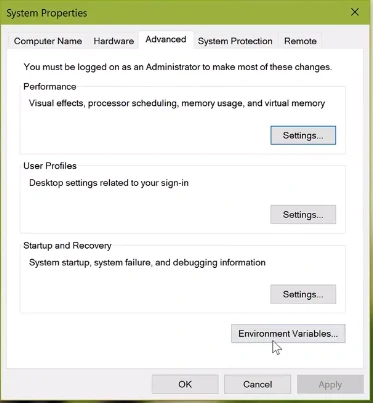 System Properties
Computer Name Hardware Advanced System Protection Remote
You must be logged on as an Administrator to make most of these changes.
Performance
Visual effects, processor scheduling, memory usage, and virtual memory
Settings...
User Profiles
Desktop settings related to your sign-in
Settings...
Startup and Recovery
System startup, system failure, and debugging information
Settings...
Environment Variables...
OK Cancel Apply